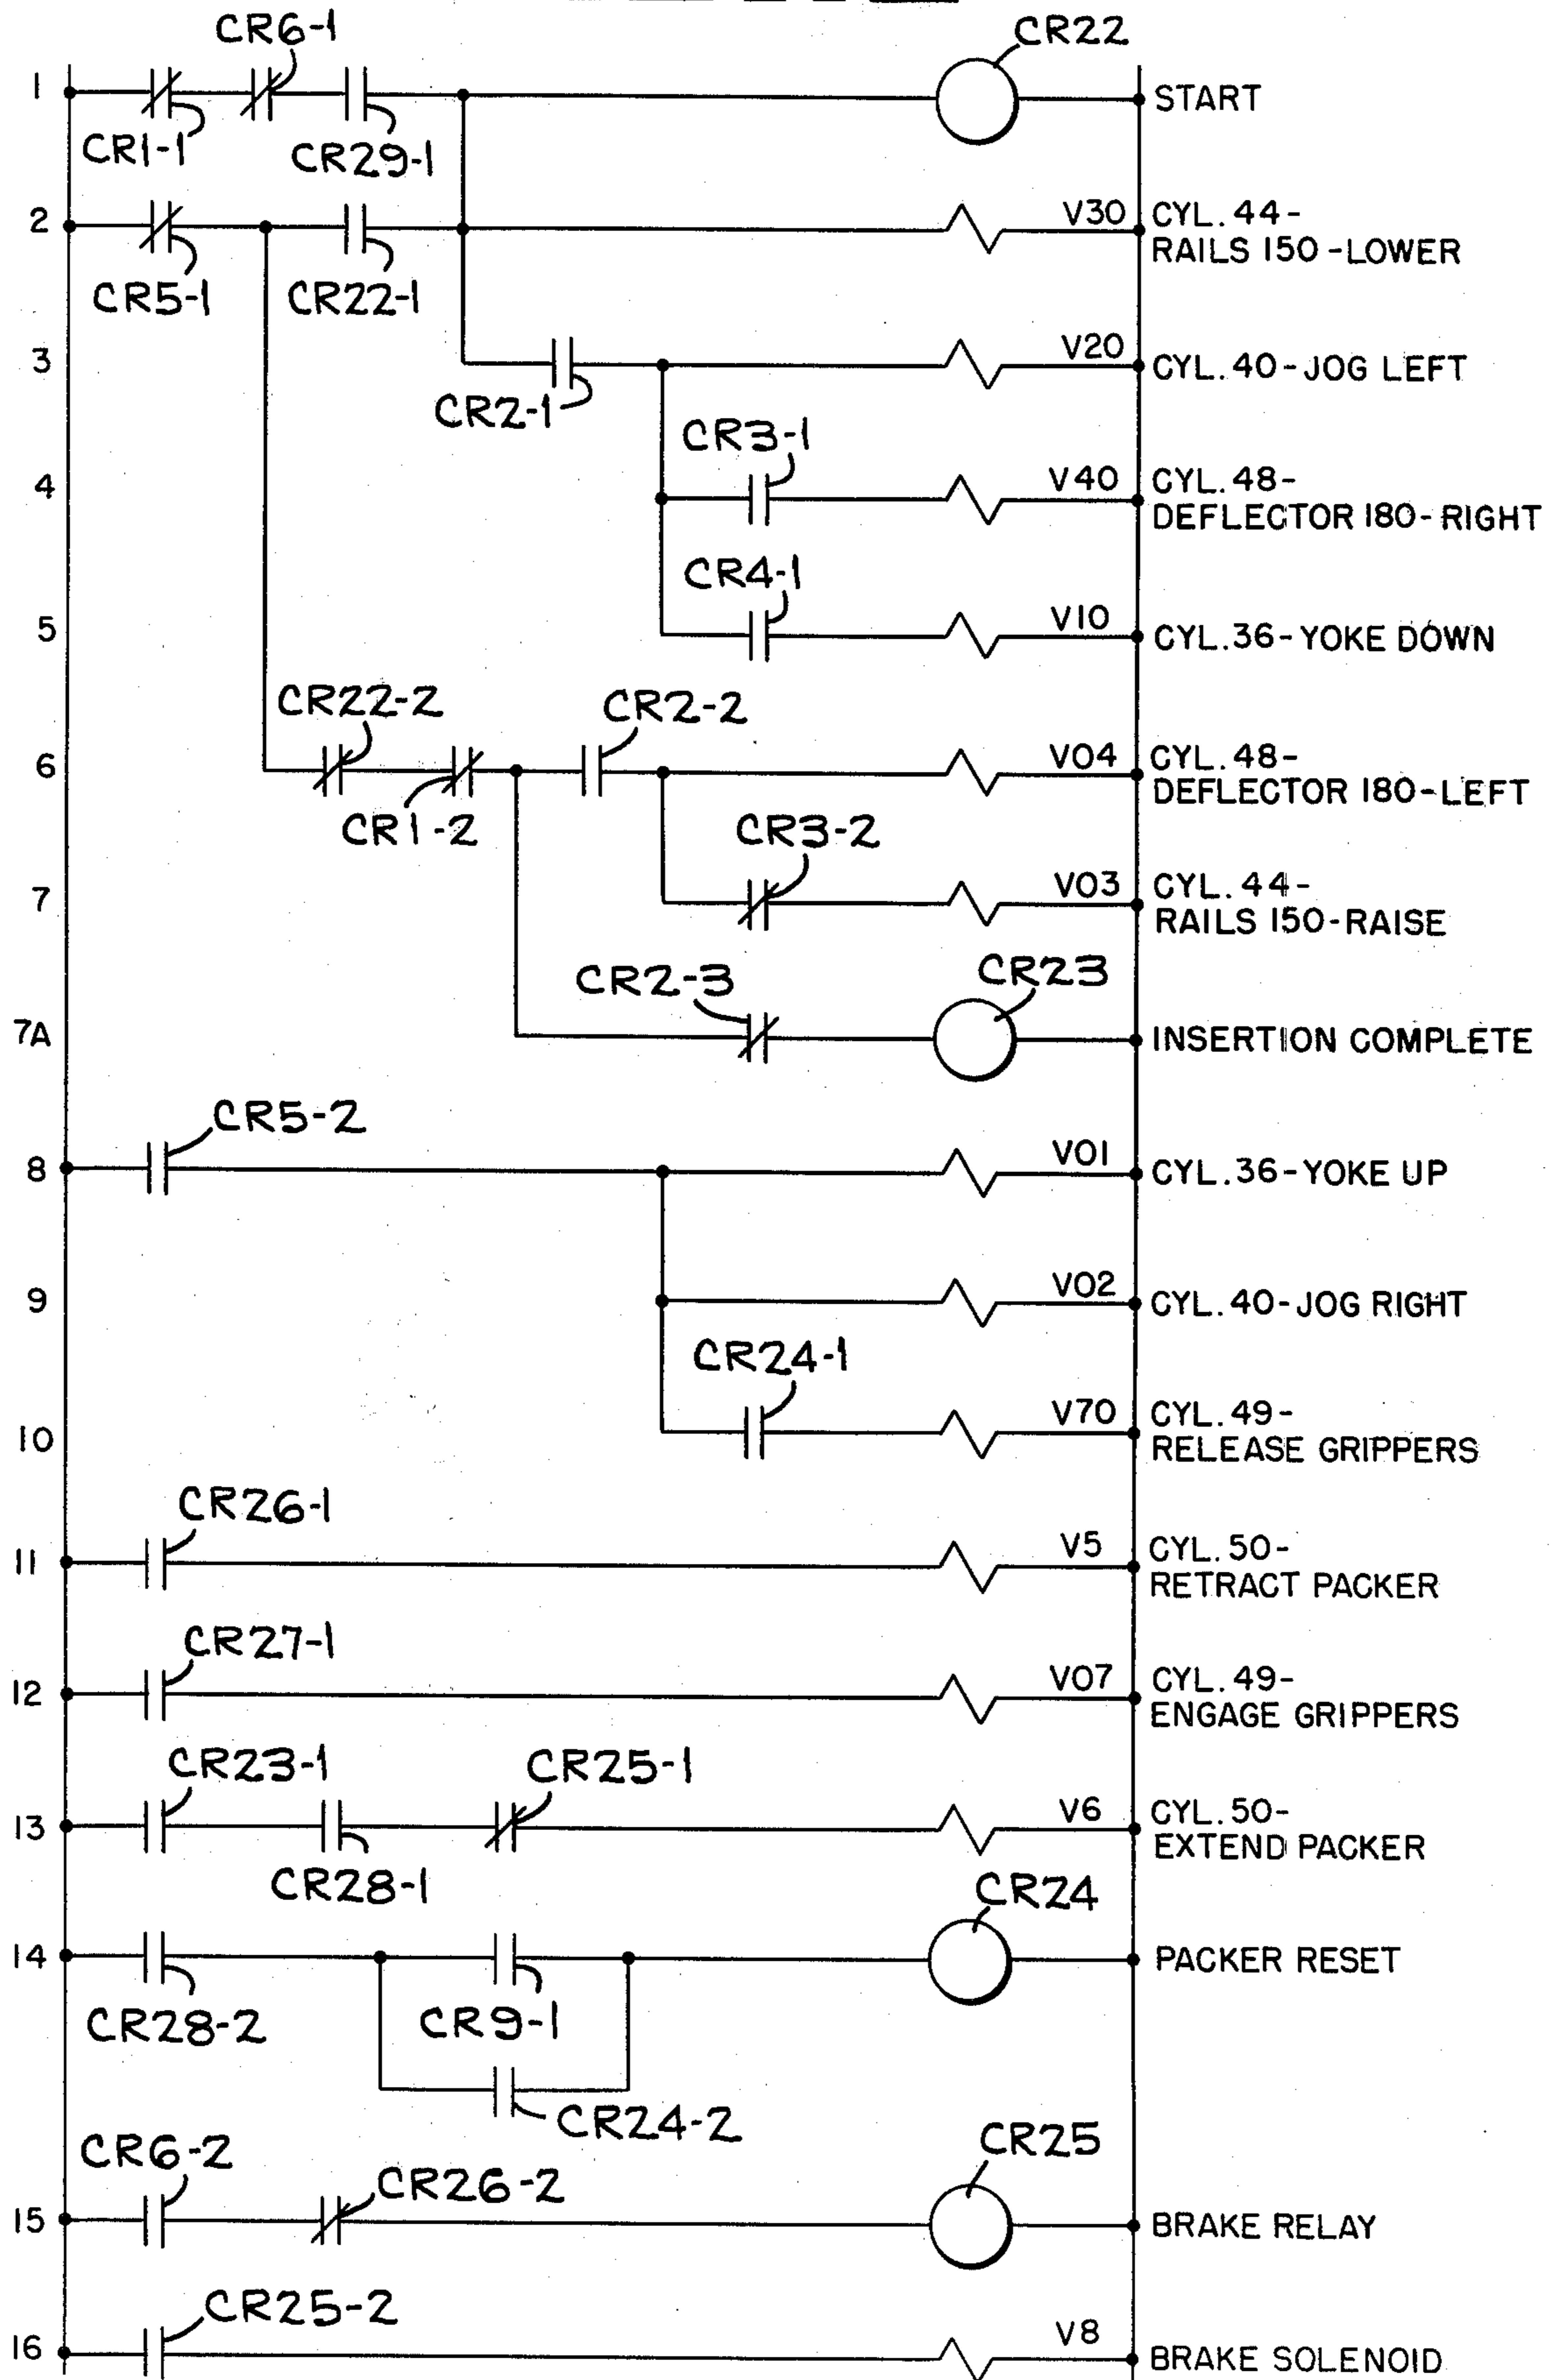 CR6-1
CR22
1
START
CR1-1
CR29-1
2
V30
CYL. 44-
RAILS 150-LOWER
CR5-1
CR22-1
3
V20
CYL. 40-JOG LEFT
CR2-1
CR3-1
4
V40
CYL. 48-
DEFLECTOR 180-RIGHT
CR4-1
5
V10
CYL. 36-YOKE DOWN
CR22-2
CR2-2
6
V04
CYL. 48-
DEFLECTOR 180-LEFT
CR1-2
CR3-2
7
V03
CYL. 44-
RAILS 150-RAISE
CR2-3
CR23
7A
INSERTION COMPLETE
CR5-2
8
V01
CYL. 36-YOKE UP
9
V02
CYL. 40-JOG RIGHT
CR24-1
10
V70
CYL. 49-
RELEASE GRIPPERS
CR26-1
11
V5
CYL. 50-
RETRACT PACKER
CR27-1
12
V07
CYL. 49-
ENGAGE GRIPPERS
CR23-1
CR25-1
13
V6
CYL. 50-
EXTEND PACKER
CR28-1
CR24
14
PACKER RESET
CR28-2
CR9-1
CR24-2
CR6-2
CR26-2
CR25
15
BRAKE RELAY
CR25-2
16
V8
BRAKE SOLENOID